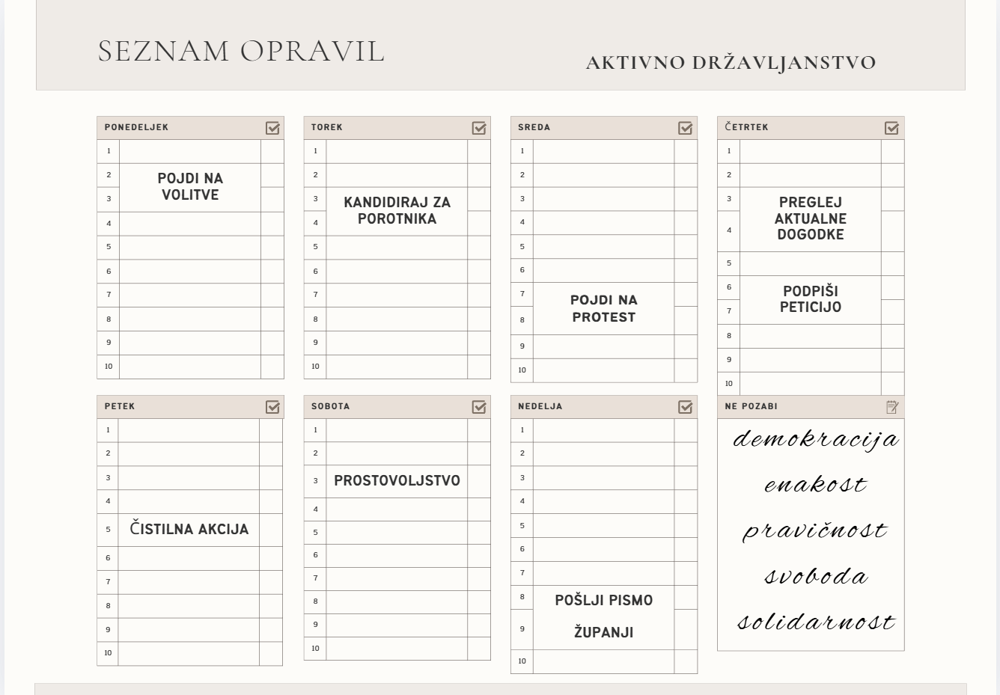 SEZNAM OPRAVIL
AKTIVNO DRŽAVLJANSTVO
PONEDELJEK
1
2
3
POJDI NA
VOLITVE
4
5
6
7
8
9
10
TOREK
1
2
3
4
KANDIDIRAJ ZA
POROTNIKA
5
6
7
8
9
10
SREDA
1
2
3
4
5
6
7
8
POJDI NA
PROTEST
9
10
ČETRTEK
1
2
3
4
PREGLEJ
AKTUALNE
DOGODKE
5
6
7
PODPIŠI
PETICIJO
8
9
10
PETEK
1
2
3
4
5 ČISTILNA AKCIJA
6
7
8
9
10
SOBOTA
1
2
3 PROSTOVOLJSTVO
4
5
6
7
8
9
10
NEDELJA
1
2
3
4
5
6
7
8 POŠLJI PISMO
9 ŽUPANJI
10
NE POZABI
demokracija
enakost
pravičnost
svoboda
solidarnost